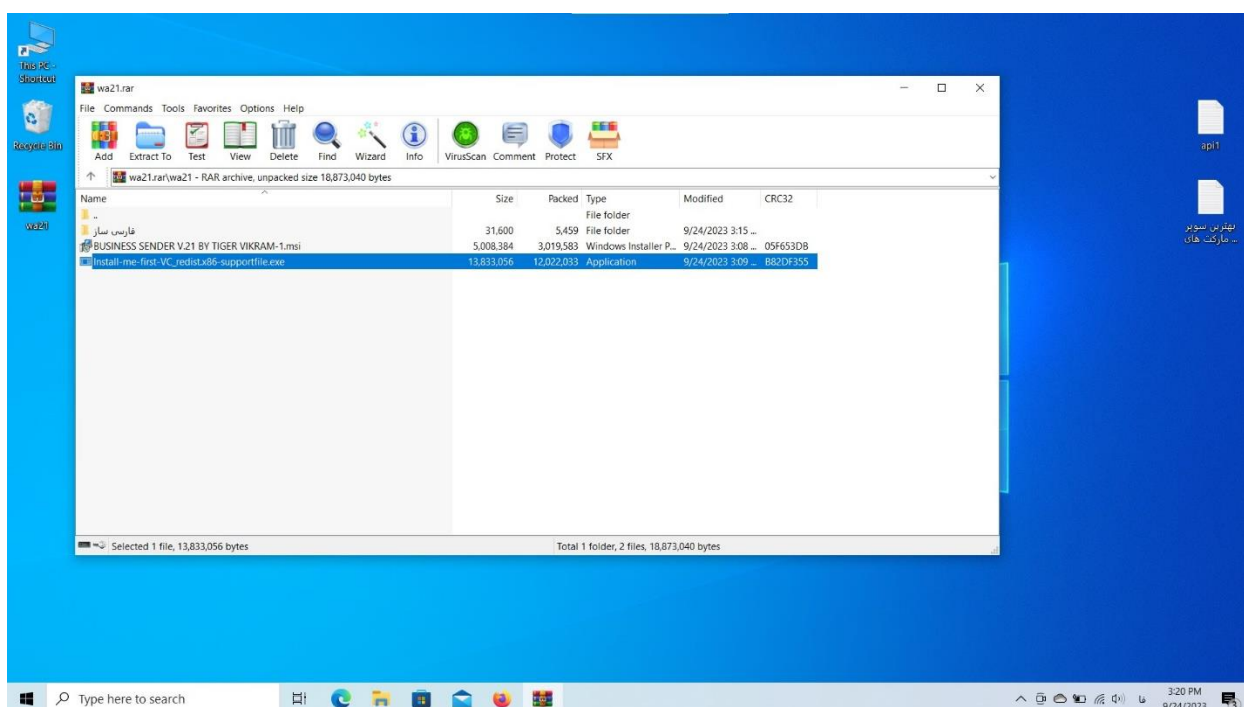 This PC -
Shortcut
Recycle Bin
wa21
wa21.rar
File Commands Tools Favorites Options Help
Add Extract To Test View Delete Find Wizard Info VirusScan Comment Protect SFX
wa21.rar\wa21 - RAR archive, unpacked size 18,873,040 bytes
Name Size Packed Type Modified CRC32
.. File folder
فارسی ساز 31,600 5,459 File folder 9/24/2023 3:15 ...
BUSINESS SENDER V.21 BY TIGER VIKRAM-1.msi 5,008,384 3,019,583 Windows Installer P... 9/24/2023 3:08 ... 05F653DB
Install-me-first-VC_redist.x86-supportfile.exe 13,833,056 12,022,033 Application 9/24/2023 3:09 ... B82DF355
Selected 1 file, 13,833,056 bytes Total 1 folder, 2 files, 18,873,040 bytes
api1
بهترین سوپر
مارکت های ...
Type here to search
فا
3:20 PM
9/24/2023
3